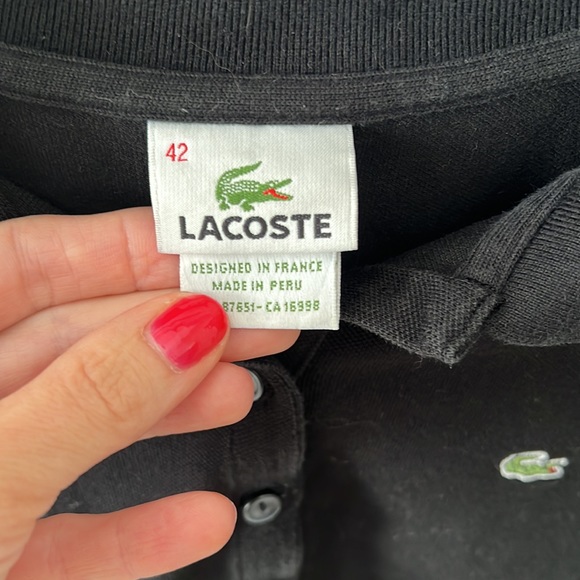 42
LACOSTE
DESIGNED IN FRANCE
MADE IN PERU
87651-CA16998